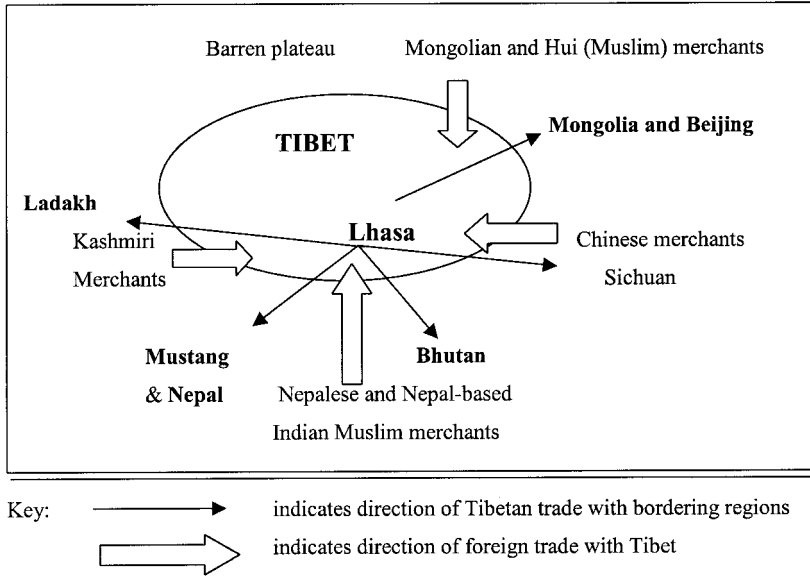 Barren plateau
Mongolian and Hui (Muslim) merchants
TIBET
Mongolia and Beijing
Ladakh
Lhasa
Kashmiri
Merchants
Chinese merchants
Sichuan
Mustang
& Nepal
Bhutan
Nepalese and Nepal-based
Indian Muslim merchants
Key:
indicates direction of Tibetan trade with bordering regions
indicates direction of foreign trade with Tibet